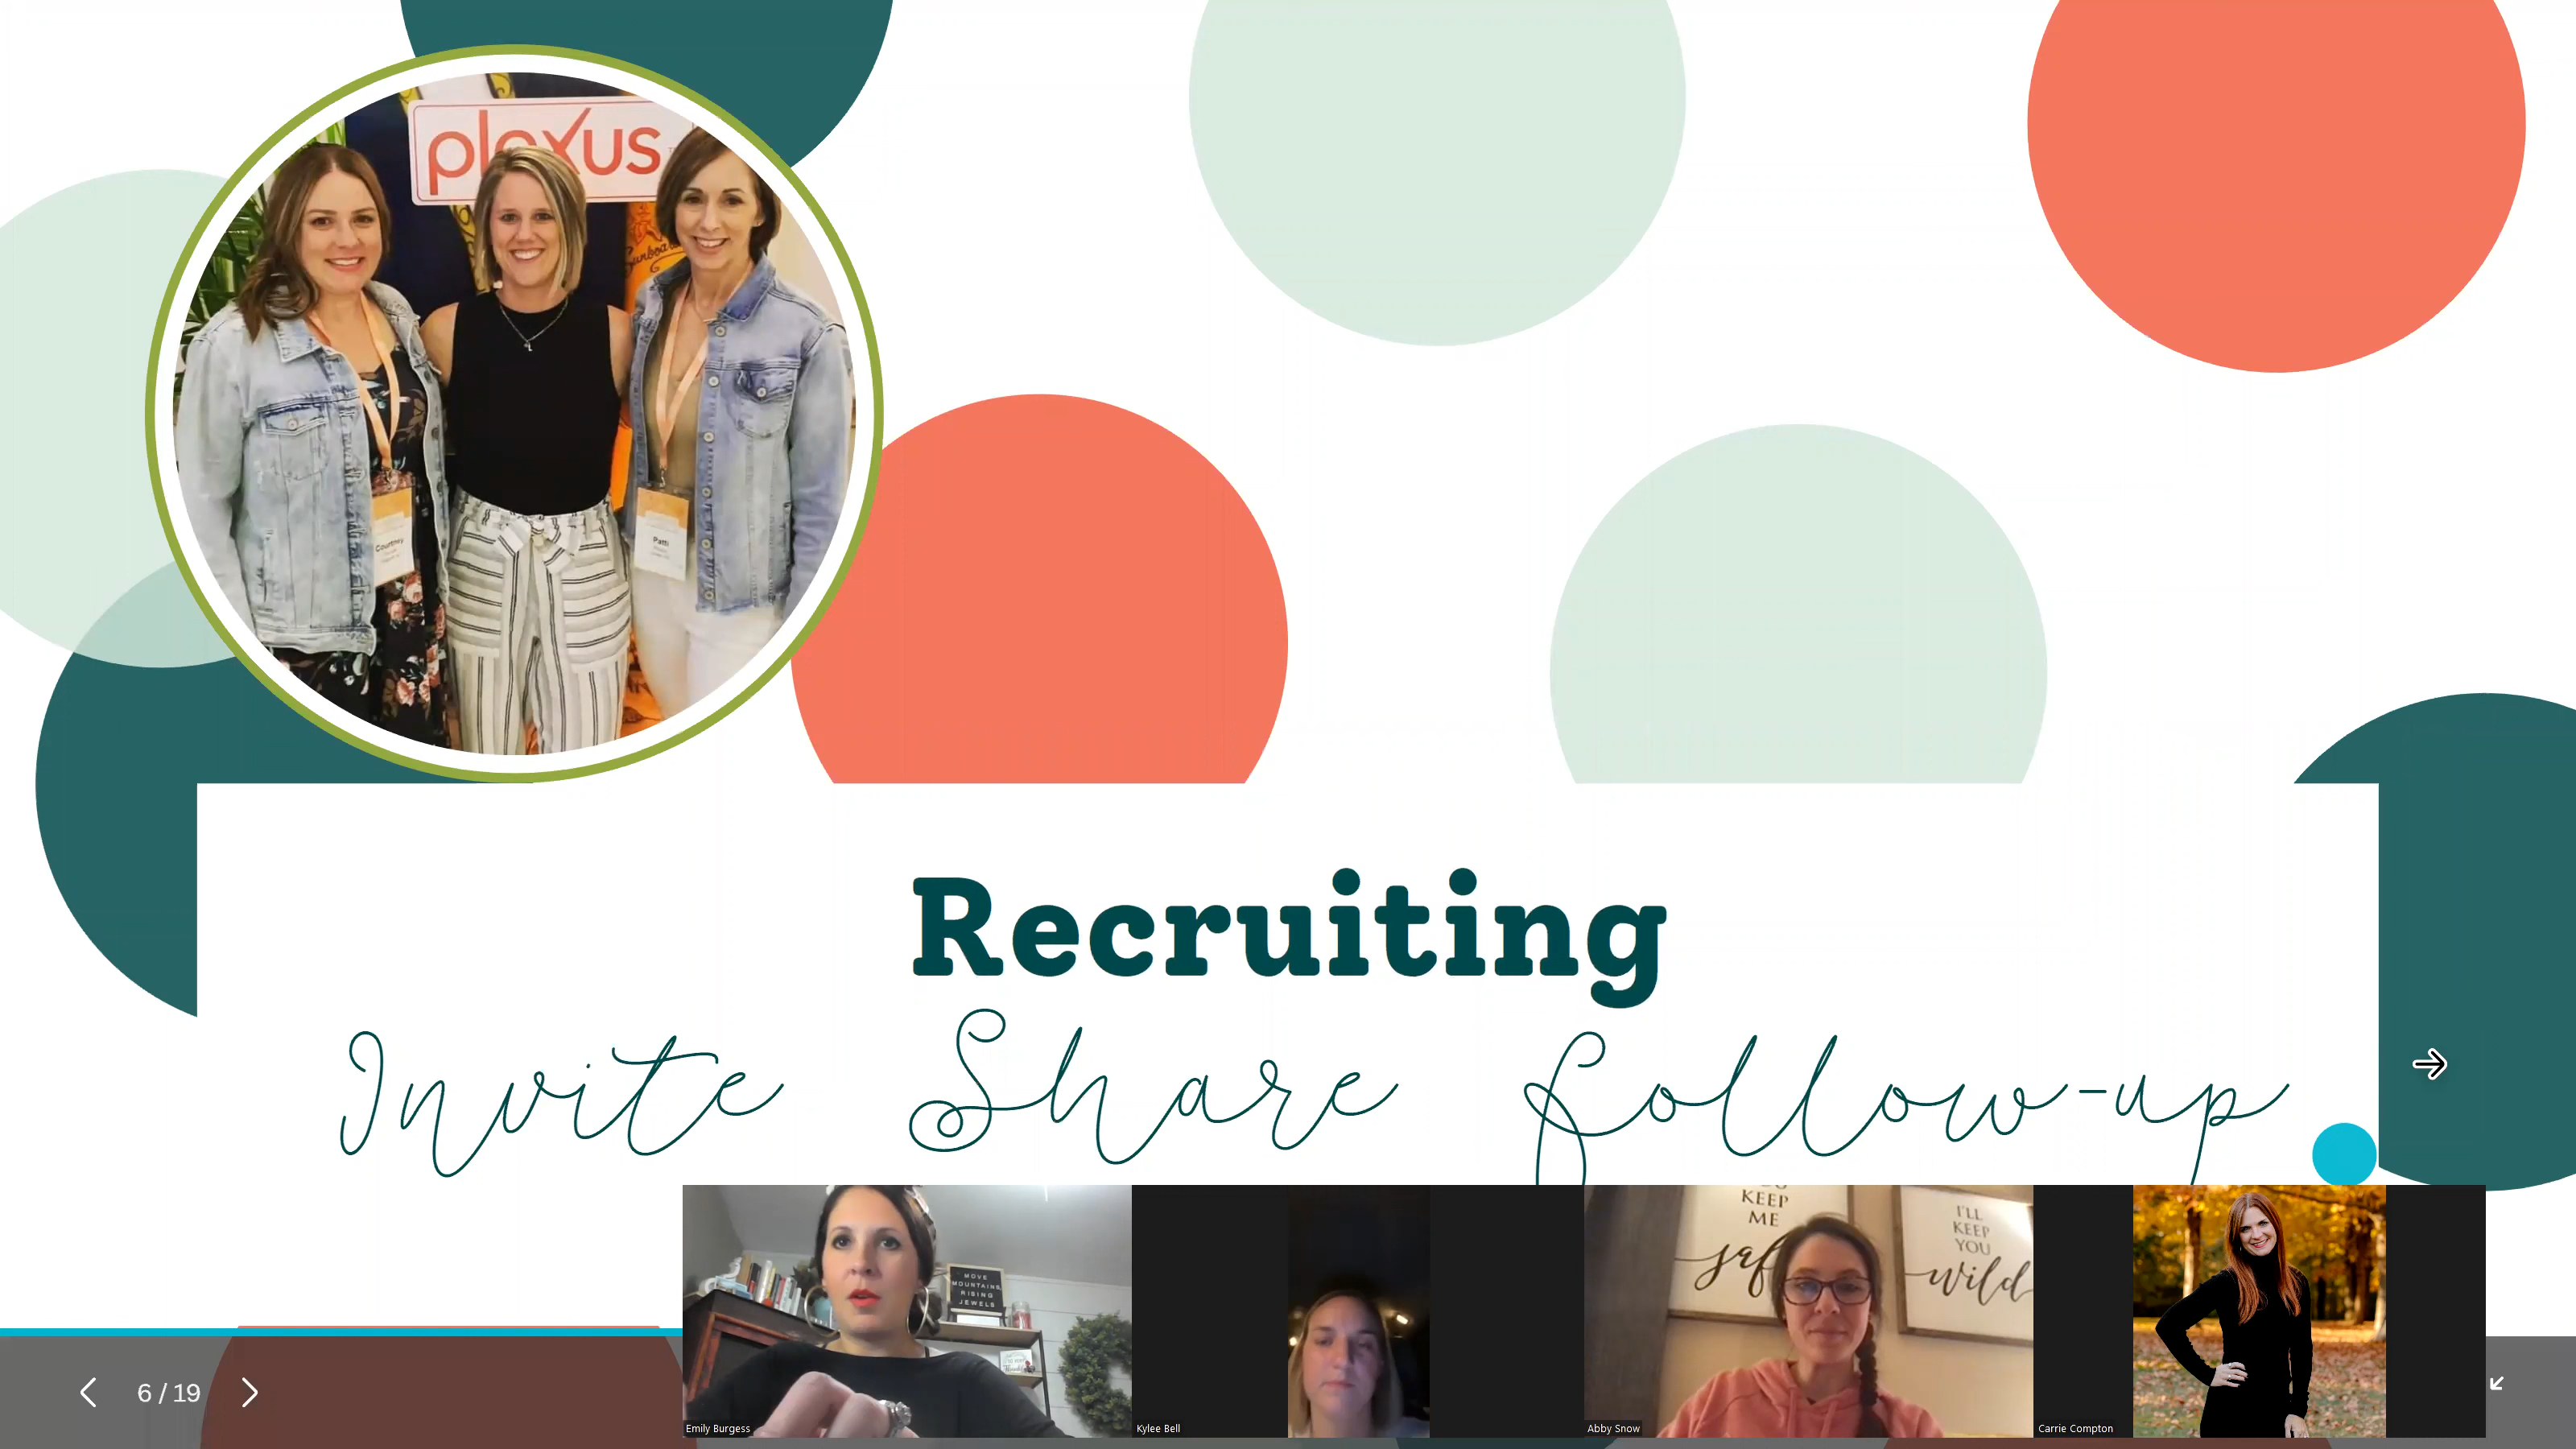 plexus
Courtney
Patti
Recruiting
Invite Share follow-up
KEEP
ME
I'LL
KEEP
YOU
wild
MOVE
MOUNTAINS,
RISING
JEWELS
6 / 19
Emily Burgess
Kylee Bell
Abby Snow
Carrie Compton